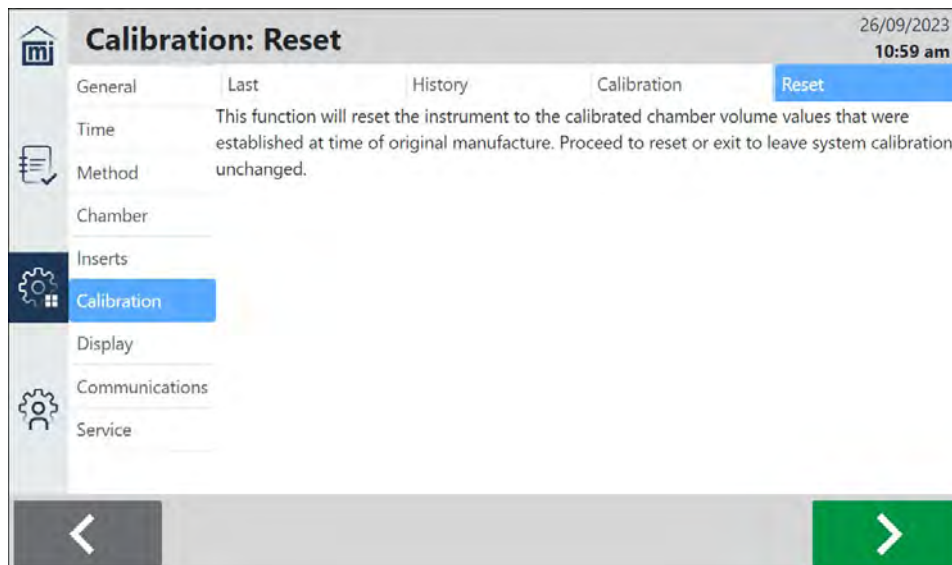 mi
Calibration: Reset
26/09/2023
10:59 am
General
Time
Method
Chamber
Inserts
Calibration
Display
Communications
Service
Last
History
Calibration
Reset
This function will reset the instrument to the calibrated chamber volume values that were
established at time of original manufacture. Proceed to reset or exit to leave system calibration
unchanged.